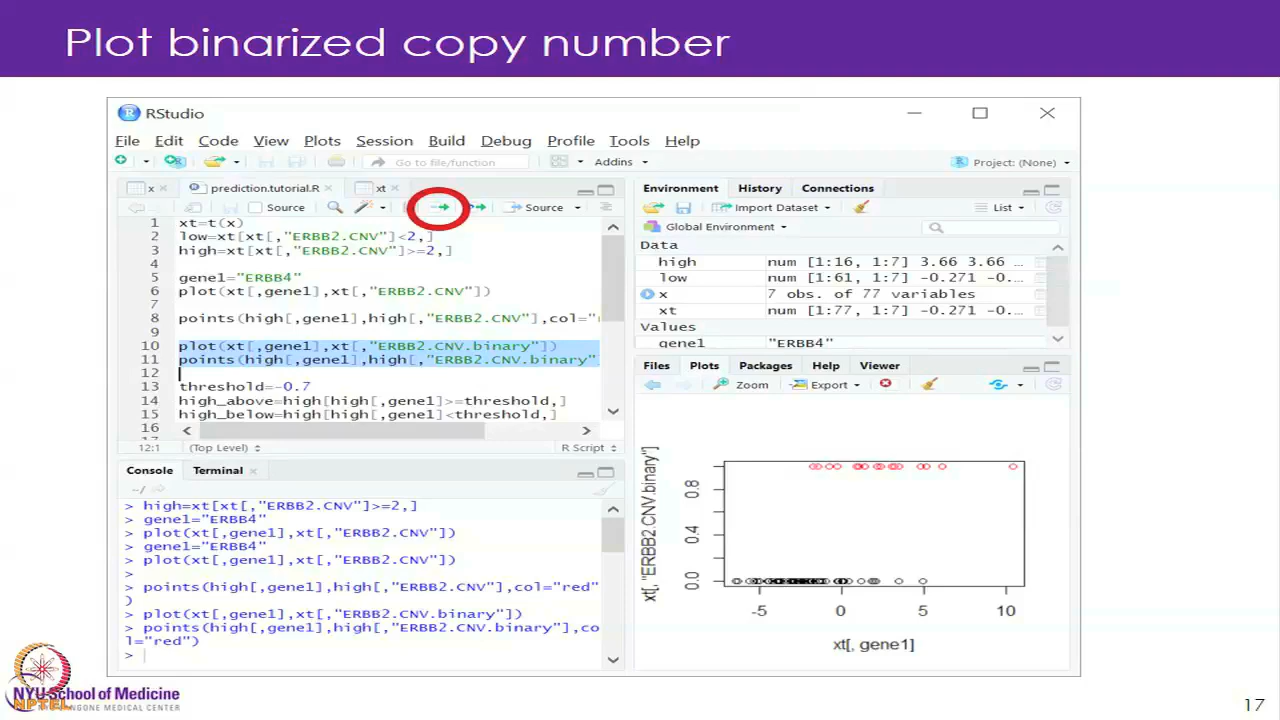 Plot binarized copy number
RStudio
File Edit Code View Plots Session Build Debug Profile Tools Help
Go to file/function Addins Project: (None)
x prediction.tutorial.R xt
Source Source
1 xt=t(x)
2 low=xt[xt[,"ERBB2.CNV"]<2,]
3 high=xt[xt[,"ERBB2.CNV"]>=2,]
4
5 gene1="ERBB4"
6 plot(xt[,gene1],xt[,"ERBB2.CNV"])
7
8 points(high[,gene1],high[,"ERBB2.CNV"],col="r
9
10 plot(xt[,gene1],xt[,"ERBB2.CNV.binary"])
11 points(high[,gene1],high[,"ERBB2.CNV.binary"
12
13 threshold=-0.7
14 high_above=high[high[,gene1]>=threshold,]
15 high_below=high[high[,gene1]<threshold,]
16
12:1 (Top Level) R Script
Console Terminal
~/
> high=xt[xt[,"ERBB2.CNV"]>=2,]
> gene1="ERBB4"
> plot(xt[,gene1],xt[,"ERBB2.CNV"])
> gene1="ERBB4"
> plot(xt[,gene1],xt[,"ERBB2.CNV"])
>
> points(high[,gene1],high[,"ERBB2.CNV"],col="red"
)
> plot(xt[,gene1],xt[,"ERBB2.CNV.binary"])
> points(high[,gene1],high[,"ERBB2.CNV.binary"],co
l="red")
>
Environment History Connections
Import Dataset List
Global Environment
Data
high num [1:16, 1:7] 3.66 3.66 ...
low num [1:61, 1:7] -0.271 -0...
x 7 obs. of 77 variables
xt num [1:77, 1:7] -0.271 -0...
Values
gene1 "ERBB4"
Files Plots Packages Help Viewer
Zoom Export
xt[, "ERBB2.CNV.binary"]
0.8
0.4
0.0
-5 0 5 10
xt[, gene1]
NYU School of Medicine
NPTEL
LANGONE MEDICAL CENTER
17